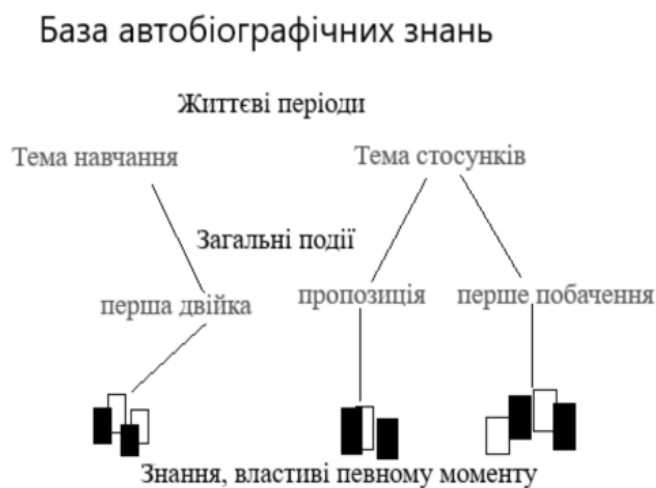 База автобіографічних знань
Життєві періоди
Тема навчання
Тема стосунків
Загальні події
перша двійка
пропозиція
перше побачення
Знання, властиві певному моменту